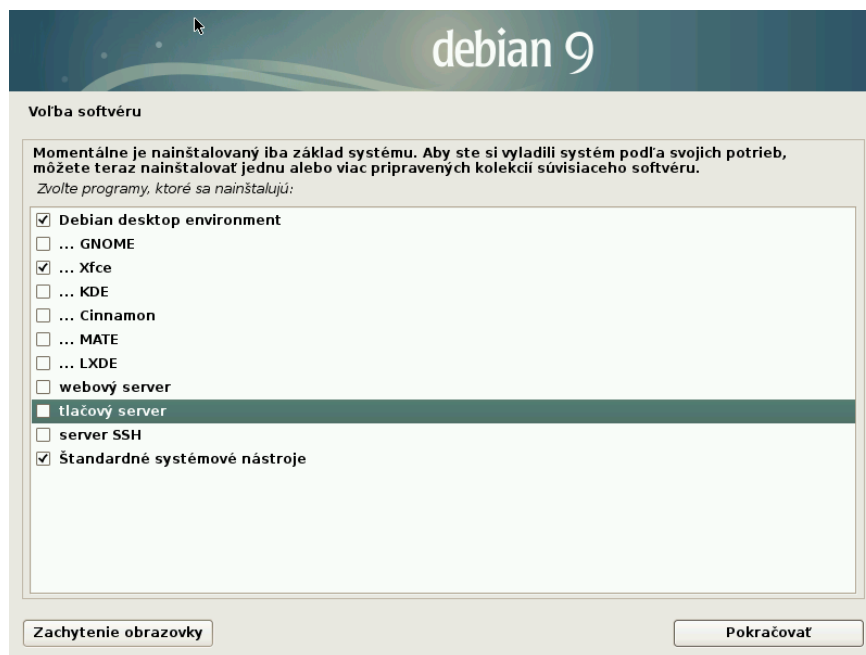 debian 9
Voľba softvéru
Momentálne je nainštalovaný iba základ systému. Aby ste si vyladili systém podľa svojich potrieb,
môžete teraz nainštalovať jednu alebo viac pripravených kolekcií súvisiaceho softvéru.
Zvoľte programy, ktoré sa nainštalujú:
Debian desktop environment
... GNOME
... Xfce
... KDE
... Cinnamon
... MATE
... LXDE
webový server
tlačový server
server SSH
Štandardné systémové nástroje
Zachytenie obrazovky
Pokračovať